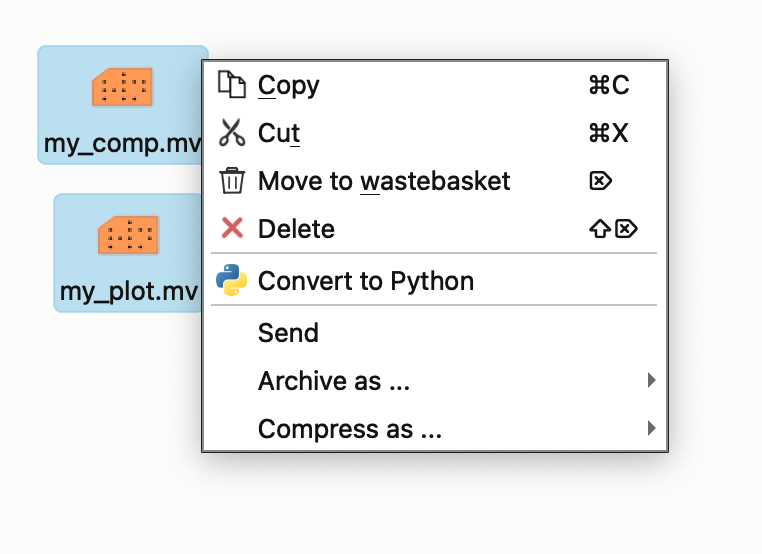 my_comp.mv
my_plot.mv
Copy ⌘C
Cut ⌘X
Move to wastebasket ⌦
Delete ⇧⌦
Convert to Python
Send
Archive as ...
Compress as ...